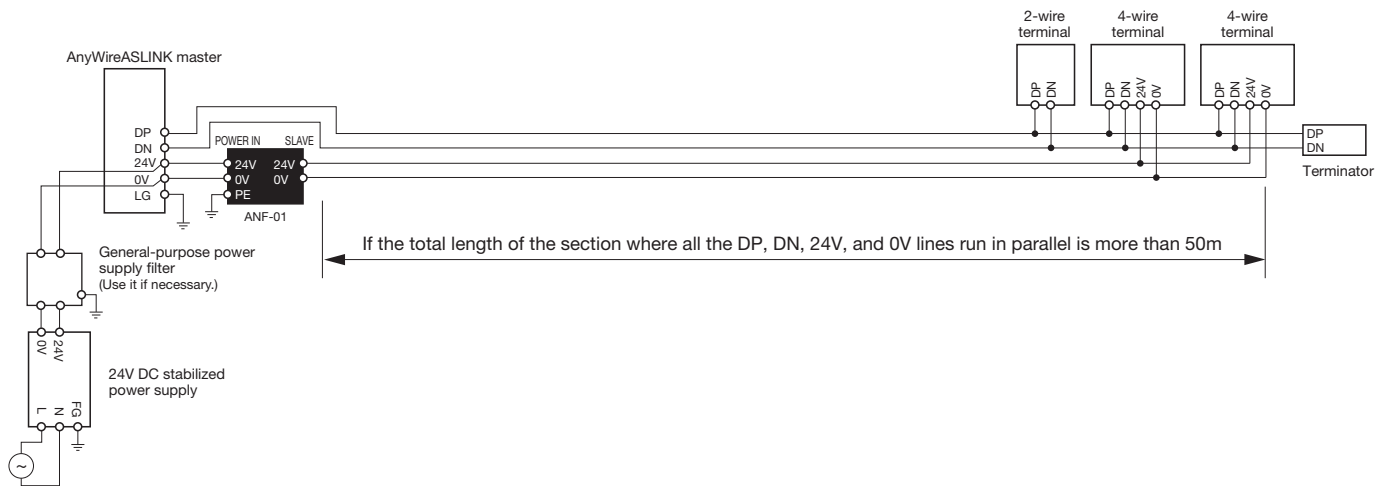 2-wire
terminal
4-wire
terminal
4-wire
terminal
AnyWireASLINK master
DP
DN
DP
DN
24V
0V
DP
DN
24V
0V
DP
DN
24V
0V
LG
POWER IN
SLAVE
24V
0V
PE
24V
0V
ANF-01
DP
DN
Terminator
If the total length of the section where all the DP, DN, 24V, and 0V lines run in parallel is more than 50m
General-purpose power
supply filter
(Use it if necessary.)
0V
24V
24V DC stabilized
power supply
L
N
FG
~